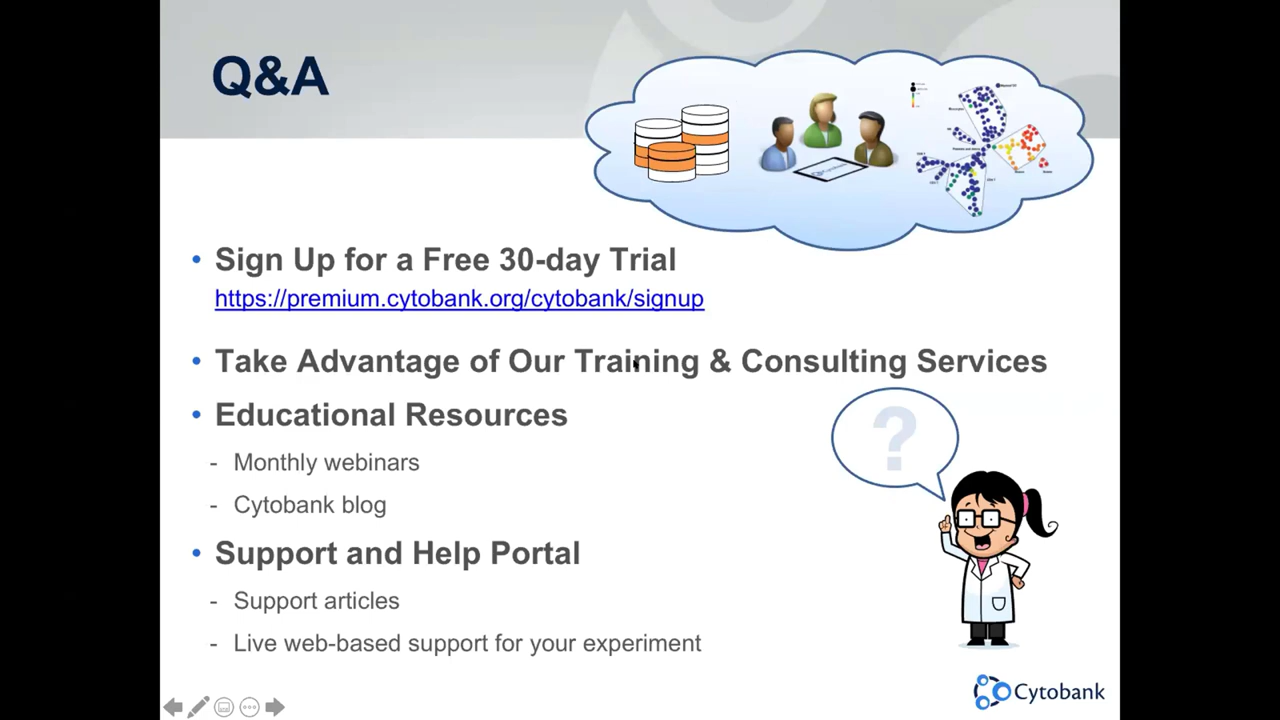 Q&A
• Sign Up for a Free 30-day Trial
https://premium.cytobank.org/cytobank/signup
• Take Advantage of Our Training & Consulting Services
• Educational Resources
?
- Monthly webinars
- Cytobank blog
• Support and Help Portal
- Support articles
- Live web-based support for your experiment
Cytobank